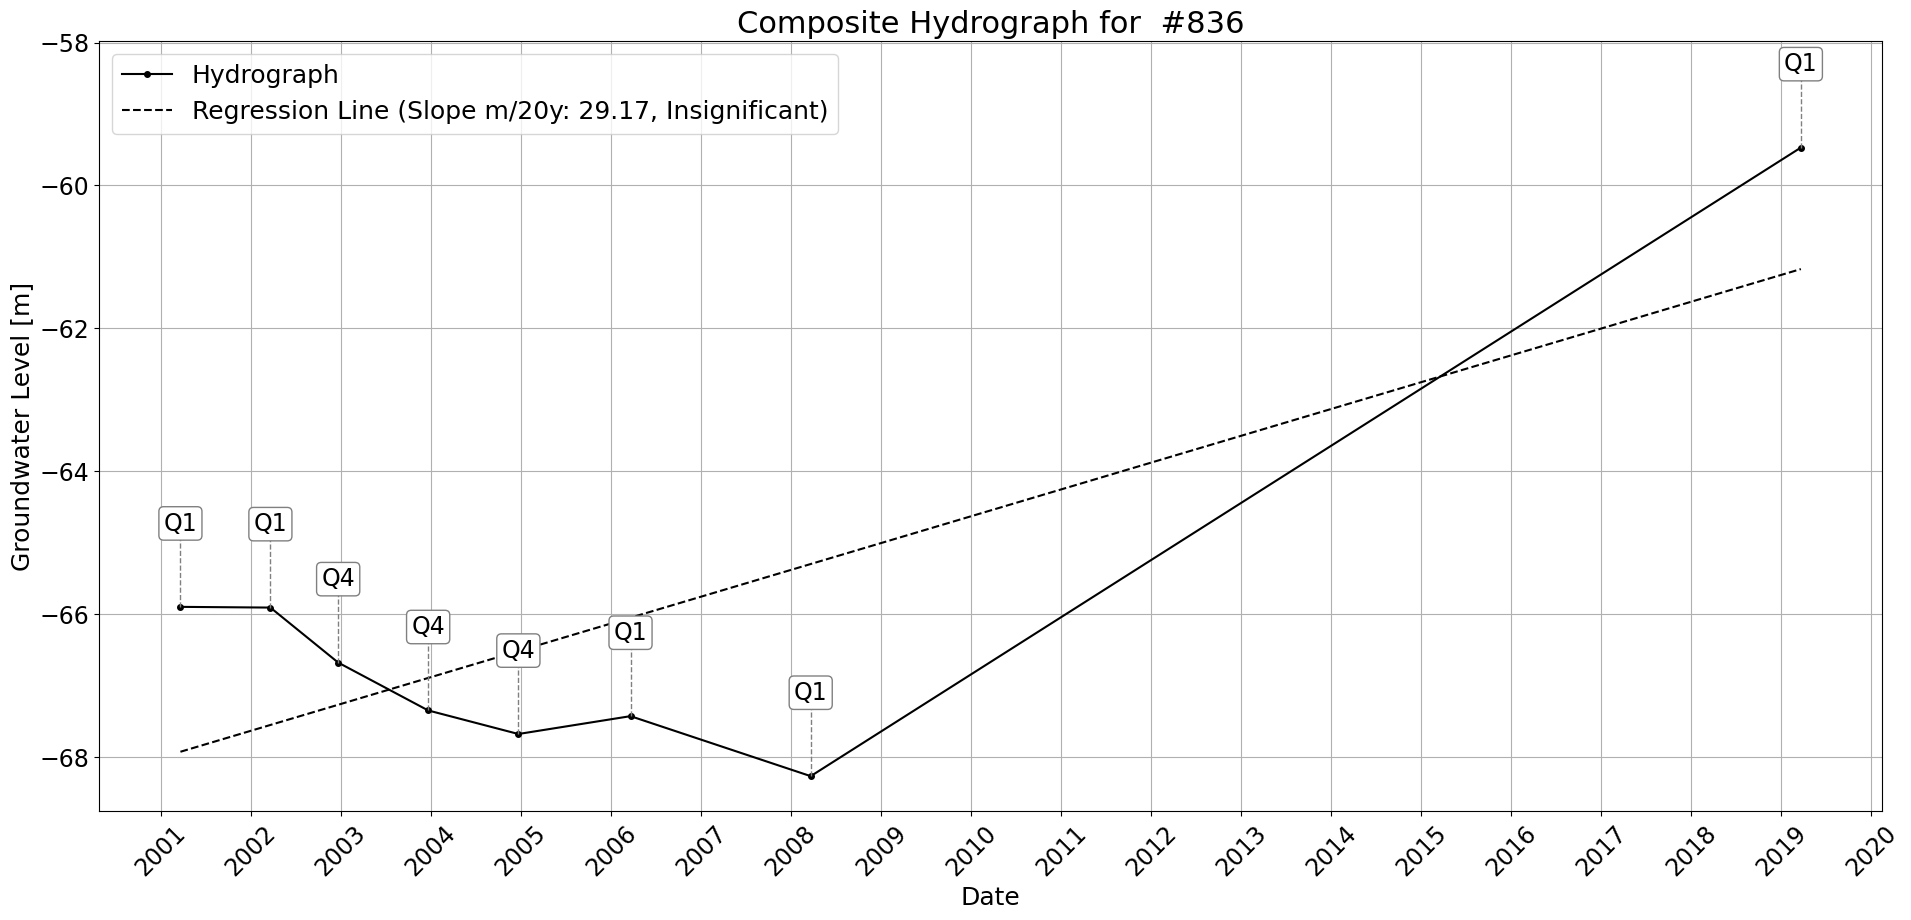 Composite Hydrograph for  #836
Hydrograph
Regression Line (Slope m/20y: 29.17, Insignificant)
Groundwater Level [m]
−58
−60
−62
−64
−66
−68
Q1
Q1
Q4
Q4
Q4
Q1
Q1
Q1
2001
2002
2003
2004
2005
2006
2007
2008
2009
2010
2011
2012
2013
2014
2015
2016
2017
2018
2019
2020
Date